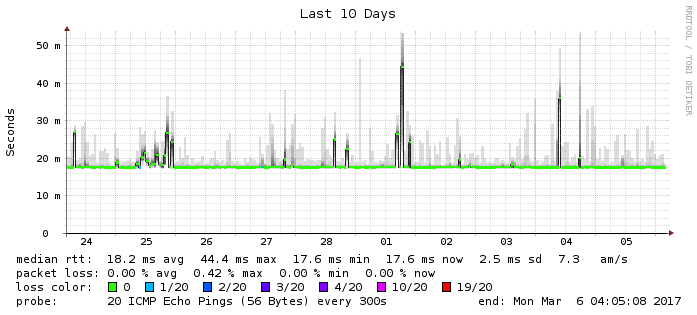 Last 10 Days
RRDTOOL / TOBI OETIKER
Seconds
50 m
40 m
30 m
20 m
10 m
0
24 25 26 27 28 01 02 03 04 05
median rtt: 18.2 ms avg 44.4 ms max 17.6 ms min 17.6 ms now 2.5 ms sd 7.3 am/s
packet loss: 0.00 % avg 0.42 % max 0.00 % min 0.00 % now
loss color: 0 1/20 2/20 3/20 4/20 10/20 19/20
probe: 20 ICMP Echo Pings (56 Bytes) every 300s end: Mon Mar 6 04:05:08 2017